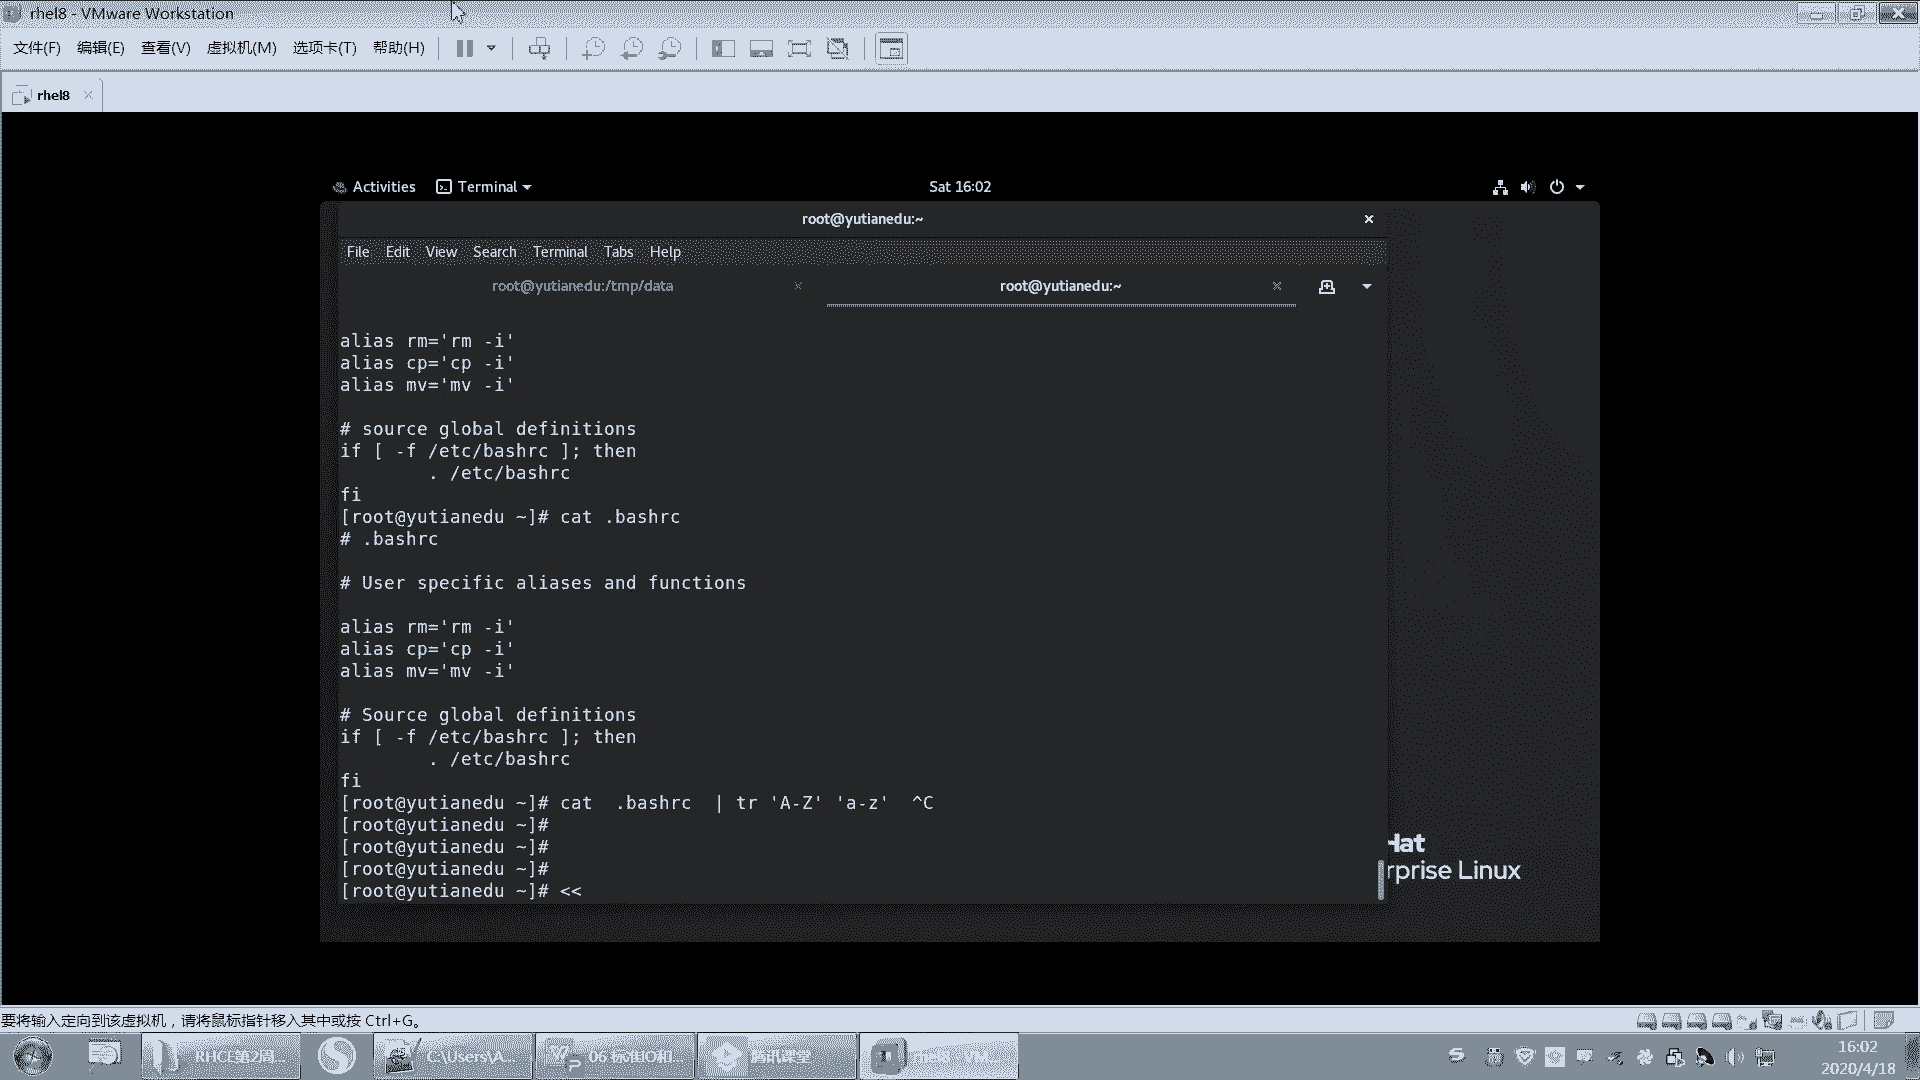 rhel8 - VMware Workstation
文件(F) 编辑(E) 查看(V) 虚拟机(M) 选项卡(T) 帮助(H)
rhel8
Activities Terminal Sat 16:02
root@yutianedu:~
File Edit View Search Terminal Tabs Help
root@yutianedu:/tmp/data root@yutianedu:~
alias rm='rm -i'
alias cp='cp -i'
alias mv='mv -i'
# source global definitions
if [ -f /etc/bashrc ]; then
. /etc/bashrc
fi
[root@yutianedu ~]# cat .bashrc
# .bashrc
# User specific aliases and functions
alias rm='rm -i'
alias cp='cp -i'
alias mv='mv -i'
# Source global definitions
if [ -f /etc/bashrc ]; then
. /etc/bashrc
fi
[root@yutianedu ~]# cat  .bashrc  | tr 'A-Z' 'a-z'  ^C
[root@yutianedu ~]#
[root@yutianedu ~]#
[root@yutianedu ~]#
[root@yutianedu ~]# <<
Hat
rprise Linux
要将输入定向到该虚拟机，请将鼠标指针移入其中或按 Ctrl+G。
RHCE第2周... C:\Users\A... 06 标准IO和... 腾讯课堂 rhel8 - VM...
16:02
2020/4/18